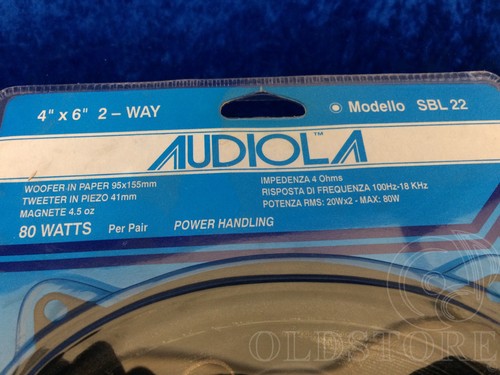 4" x 6" 2 – WAY
Modello SBL 22
AUDIOLA™
WOOFER IN PAPER 95x155mm
TWEETER IN PIEZO 41mm
MAGNETE 4.5 oz
80 WATTS Per Pair POWER HANDLING
IMPEDENZA 4 Ohms
RISPOSTA DI FREQUENZA 100Hz-18 KHz
POTENZA RMS: 20Wx2 - MAX: 80W
OLDSTORE